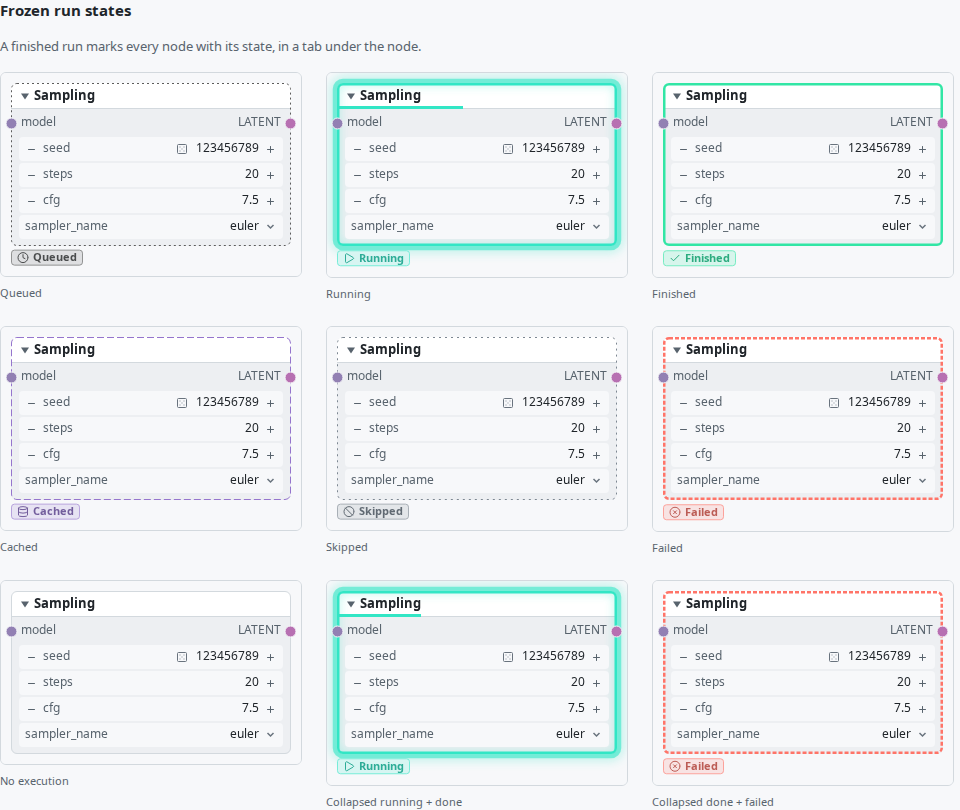 Frozen run states
A finished run marks every node with its state, in a tab under the node.
Sampling
model LATENT
seed 123456789
steps 20
cfg 7.5
sampler_name euler
Queued
Queued
Sampling
model LATENT
seed 123456789
steps 20
cfg 7.5
sampler_name euler
Running
Running
Sampling
model LATENT
seed 123456789
steps 20
cfg 7.5
sampler_name euler
Finished
Finished
Sampling
model LATENT
seed 123456789
steps 20
cfg 7.5
sampler_name euler
Cached
Cached
Sampling
model LATENT
seed 123456789
steps 20
cfg 7.5
sampler_name euler
Skipped
Skipped
Sampling
model LATENT
seed 123456789
steps 20
cfg 7.5
sampler_name euler
Failed
Failed
Sampling
model LATENT
seed 123456789
steps 20
cfg 7.5
sampler_name euler
No execution
Sampling
model LATENT
seed 123456789
steps 20
cfg 7.5
sampler_name euler
Running
Collapsed running + done
Sampling
model LATENT
seed 123456789
steps 20
cfg 7.5
sampler_name euler
Failed
Collapsed done + failed